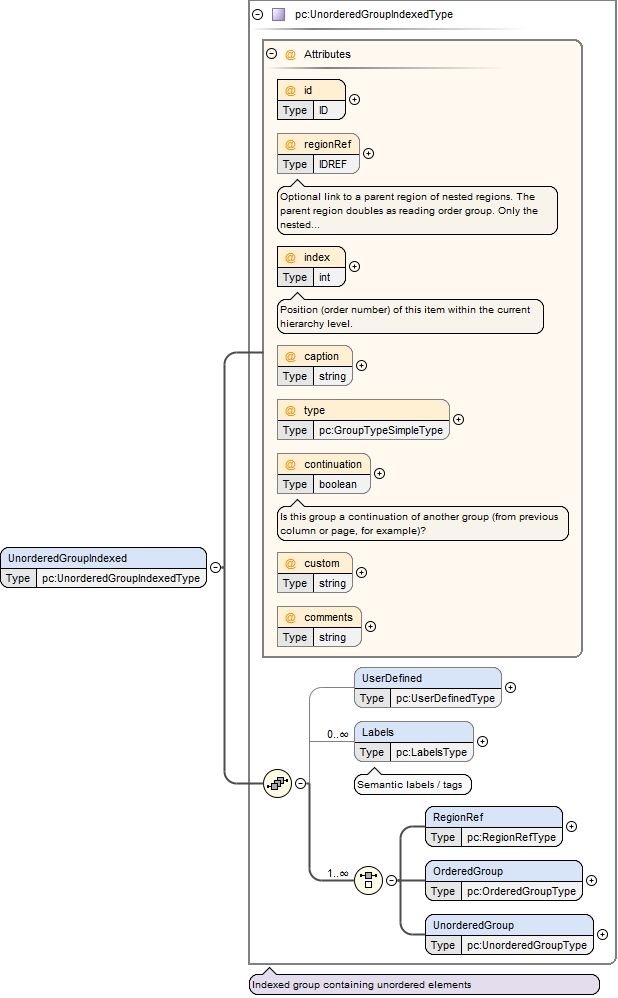 pc:UnorderedGroupIndexedType
@ Attributes
@ id
Type ID
@ regionRef
Type IDREF
Optional link to a parent region of nested regions. The
parent region doubles as reading order group. Only the
nested...
@ index
Type int
Position (order number) of this item within the current
hierarchy level.
@ caption
Type string
@ type
Type pc:GroupTypeSimpleType
@ continuation
Type boolean
Is this group a continuation of another group (from previous
column or page, for example)?
UnorderedGroupIndexed
Type pc:UnorderedGroupIndexedType
@ custom
Type string
@ comments
Type string
UserDefined
Type pc:UserDefinedType
0..∞
Labels
Type pc:LabelsType
Semantic labels / tags
1..∞
RegionRef
Type pc:RegionRefType
OrderedGroup
Type pc:OrderedGroupType
UnorderedGroup
Type pc:UnorderedGroupType
Indexed group containing unordered elements